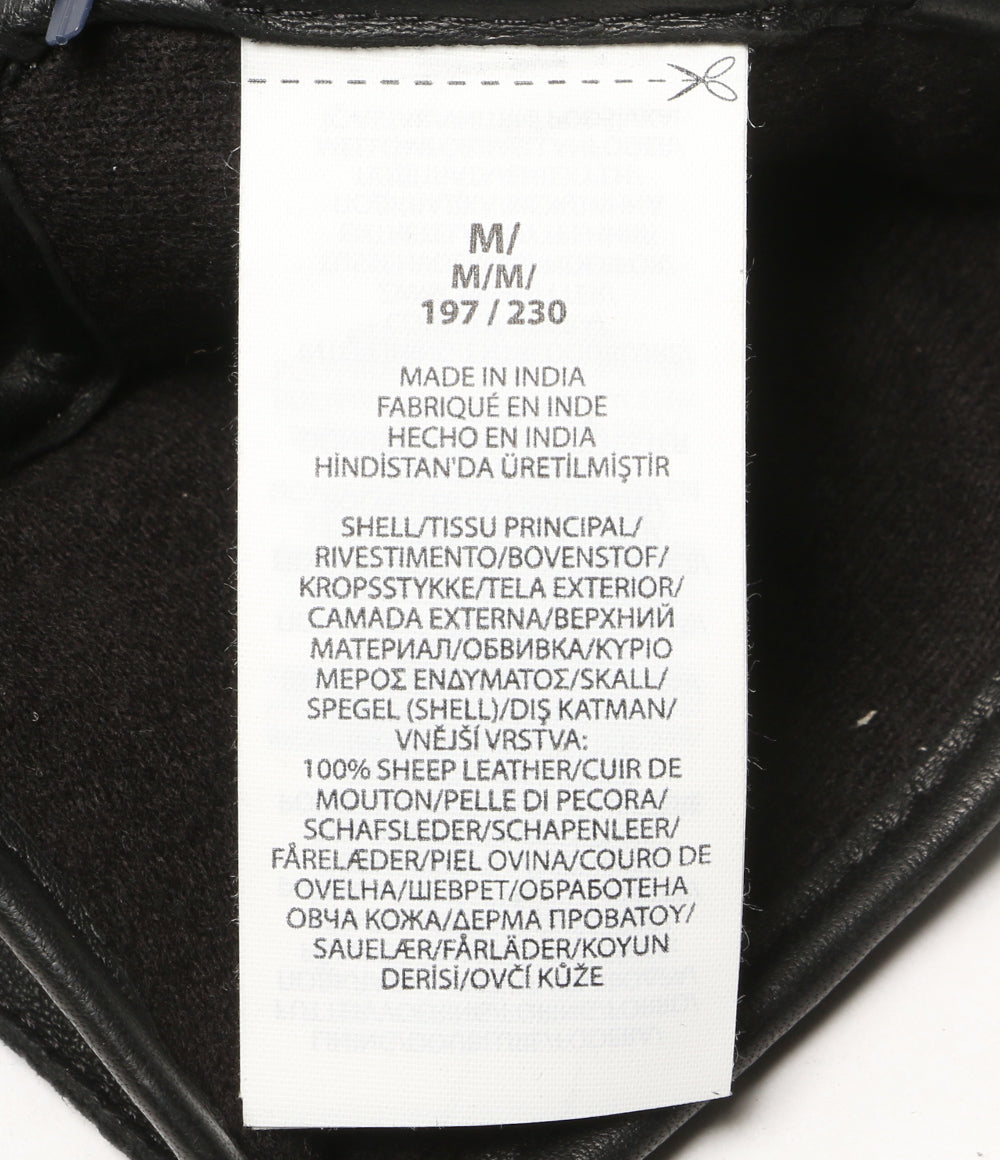 M/
M/M/
197 / 230
MADE IN INDIA
FABRIQUÉ EN INDE
HECHO EN INDIA
HİNDİSTAN'DA ÜRETİLMİŞTİR
SHELL/TISSU PRINCIPAL/
RIVESTIMENTO/BOVENSTOF/
KROPSSTYKKE/TELA EXTERIOR/
CAMADA EXTERNA/ВЕРХНИЙ
МАТЕРИАЛ/ОБВИВКА/ΚΥΡΙΟ
ΜΕΡΟΣ ΕΝΔΥΜΑΤΟΣ/SKALL/
SPEGEL (SHELL)/DIŞ KATMAN/
VNĚJŠÍ VRSTVA:
100% SHEEP LEATHER/CUIR DE
MOUTON/PELLE DI PECORA/
SCHAFSLEDER/SCHAPENLEER/
FÅRELÆDER/PIEL OVINA/COURO DE
OVELHA/ШЕВРЕТ/ОБРАБОТЕНА
ОВЧА КОЖА/ΔΕΡΜΑ ΠΡΟΒΑΤΟΥ/
SAUELÆR/FÅRLÄDER/KOYUN
DERİSİ/OVČÍ KŮŽE